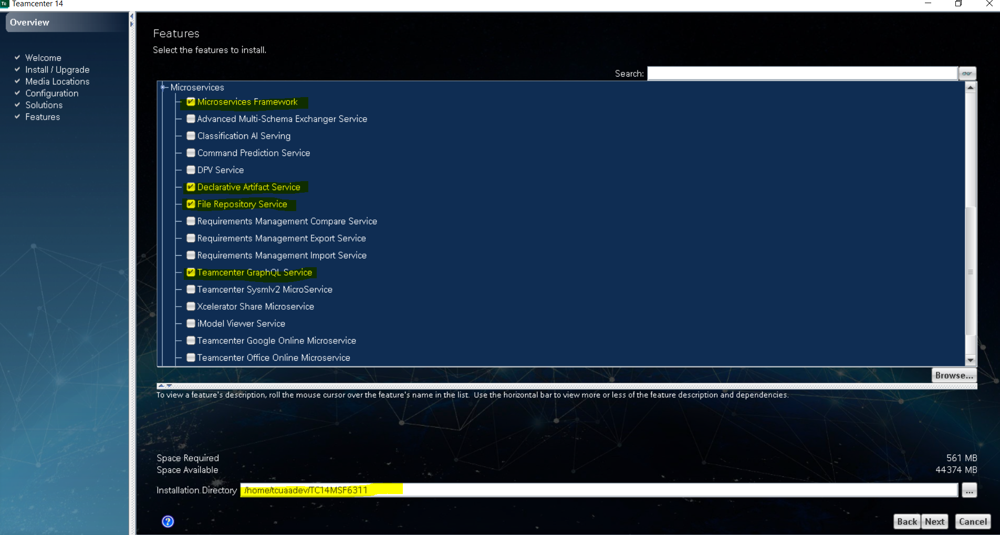 Te Teamcenter 14
Overview
Welcome
Install / Upgrade
Media Locations
Configuration
Solutions
Features
Features
Select the features to install.
Search:
Microservices
Microservices Framework
Advanced Multi-Schema Exchanger Service
Classification AI Serving
Command Prediction Service
DPV Service
Declarative Artifact Service
File Repository Service
Requirements Management Compare Service
Requirements Management Export Service
Requirements Management Import Service
Teamcenter GraphQL Service
Teamcenter Sysmlv2 MicroService
Xcelerator Share Microservice
iModel Viewer Service
Teamcenter Google Online Microservice
Teamcenter Office Online Microservice
Browse...
To view a feature's description, roll the mouse cursor over the feature's name in the list. Use the horizontal bar to view more or less of the feature description and dependencies.
Space Required 561 MB
Space Available 44374 MB
Installation Directory /home/tcuaadev/TC14MSF6311 ...
? Back Next Cancel